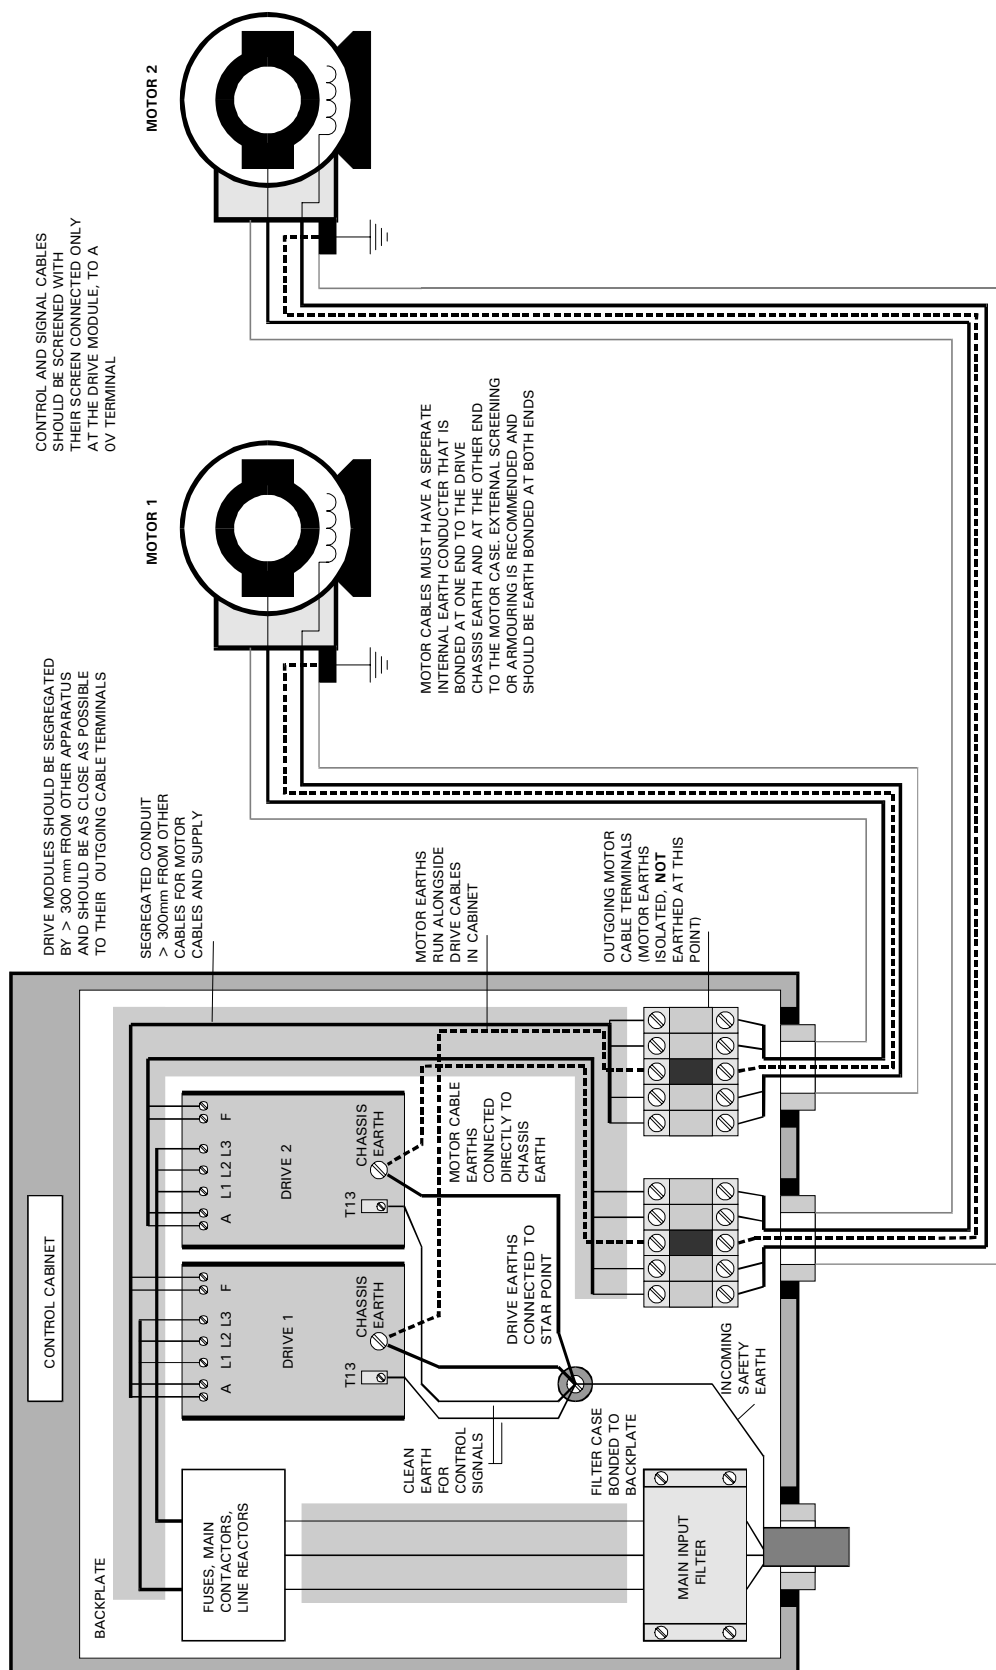 CONTROL CABINET
BACKPLATE
FUSES, MAIN
CONTACTORS,
LINE REACTORS
A
L1 L2 L3
F
DRIVE 1
T13
CHASSIS
EARTH
A
L1 L2 L3
F
DRIVE 2
T13
CHASSIS
EARTH
CLEAN
EARTH
FOR
CONTROL
SIGNALS
DRIVE EARTHS
CONNECTED TO
STAR POINT
MOTOR CABLE
EARTHS
CONNECTED
DIRECTLY TO
CHASSIS
EARTH
FILTER CASE
BONDED TO
BACKPLATE
MAIN INPUT
FILTER
INCOMING
SAFETY
EARTH
DRIVE MODULES SHOULD BE SEGREGATED
BY > 300 mm FROM OTHER APPARATUS
AND SHOULD BE AS CLOSE AS POSSIBLE
TO THEIR OUTGOING CABLE TERMINALS
SEGREGATED CONDUIT
> 300mm FROM OTHER
CABLES FOR MOTOR
CABLES AND SUPPLY
MOTOR EARTHS
RUN ALONGSIDE
DRIVE CABLES
IN CABINET
OUTGOING MOTOR
CABLE TERMINALS
(MOTOR EARTHS
ISOLATED, NOT
EARTHED AT THIS
POINT)
MOTOR 1
MOTOR CABLES MUST HAVE A SEPERATE
INTERNAL EARTH CONDUCTER THAT IS
BONDED AT ONE END TO THE DRIVE
CHASSIS EARTH AND AT THE OTHER END
TO THE MOTOR CASE. EXTERNAL SCREENING
OR ARMOURING IS RECOMMENDED AND
SHOULD BE EARTH BONDED AT BOTH ENDS
CONTROL AND SIGNAL CABLES
SHOULD BE SCREENED WITH
THEIR SCREEN CONNECTED ONLY
AT THE DRIVE MODULE, TO A
0V TERMINAL
MOTOR 2